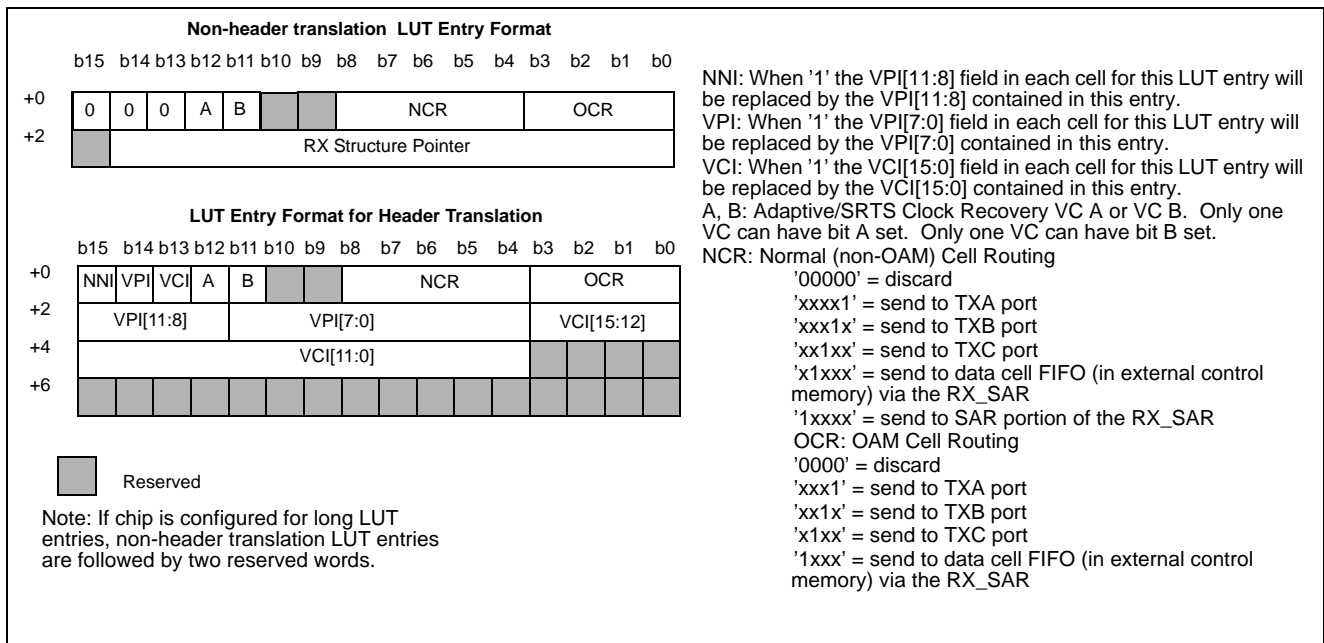 Non-header translation LUT Entry Format
b15 b14 b13 b12 b11 b10 b9 b8 b7 b6 b5 b4 b3 b2 b1 b0
+0 0 0 0 A B NCR OCR
+2 RX Structure Pointer
LUT Entry Format for Header Translation
b15 b14 b13 b12 b11 b10 b9 b8 b7 b6 b5 b4 b3 b2 b1 b0
+0 NNI VPI VCI A B NCR OCR
+2 VPI[11:8] VPI[7:0] VCI[15:12]
+4 VCI[11:0]
+6
Reserved
Note: If chip is configured for long LUT
entries, non-header translation LUT entries
are followed by two reserved words.
NNI: When '1' the VPI[11:8] field in each cell for this LUT entry will
be replaced by the VPI[11:8] contained in this entry.
VPI: When '1' the VPI[7:0] field in each cell for this LUT entry will
be replaced by the VPI[7:0] contained in this entry.
VCI: When '1' the VCI[15:0] field in each cell for this LUT entry will
be replaced by the VCI[15:0] contained in this entry.
A, B: Adaptive/SRTS Clock Recovery VC A or VC B. Only one
VC can have bit A set. Only one VC can have bit B set.
NCR: Normal (non-OAM) Cell Routing
'00000' = discard
'xxxx1' = send to TXA port
'xxx1x' = send to TXB port
'xx1xx' = send to TXC port
'x1xxx' = send to data cell FIFO (in external control
memory) via the RX_SAR
'1xxxx' = send to SAR portion of the RX_SAR
OCR: OAM Cell Routing
'0000' = discard
'xxx1' = send to TXA port
'xx1x' = send to TXB port
'x1xx' = send to TXC port
'1xxx' = send to data cell FIFO (in external control
memory) via the RX_SAR